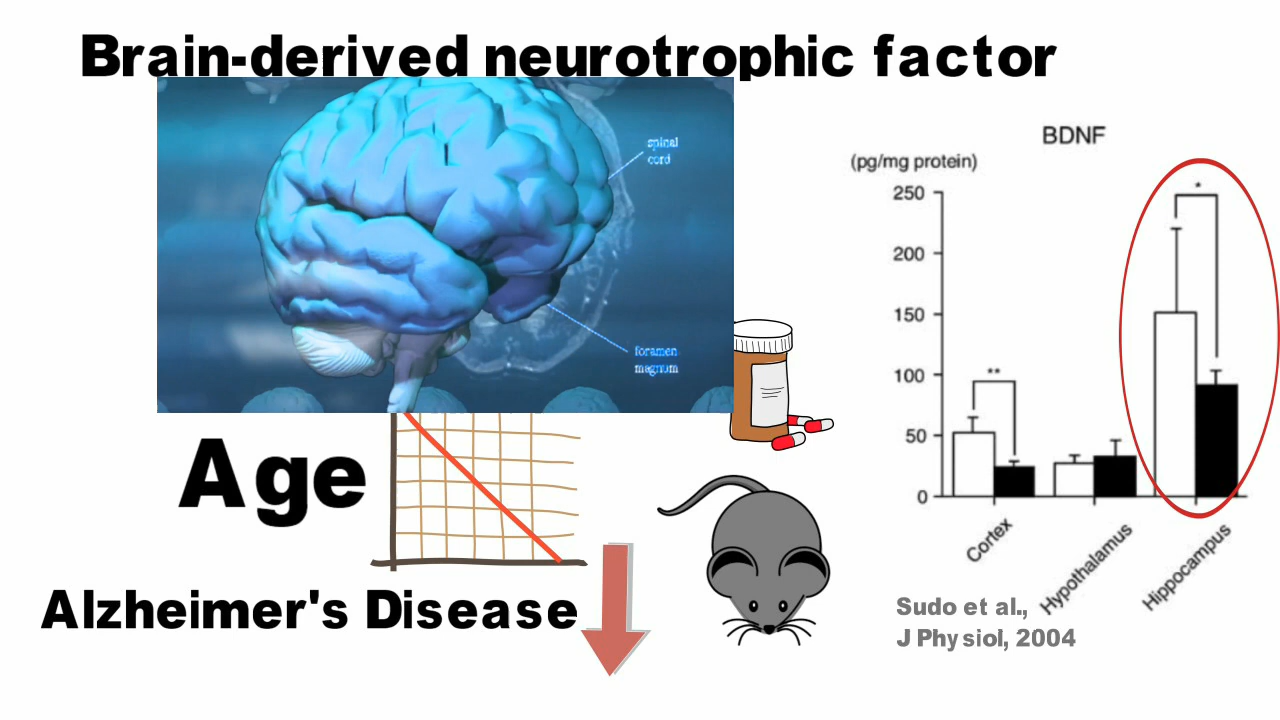 Brain-derived neurotrophic factor
spinal
cord
foramen
magnum
Age
Alzheimer's Disease
BDNF
(pg/mg protein)
250
200
150
100
50
0
*
**
Cortex
Hypothalamus
Hippocampus
Sudo et al.,
J Physiol, 2004